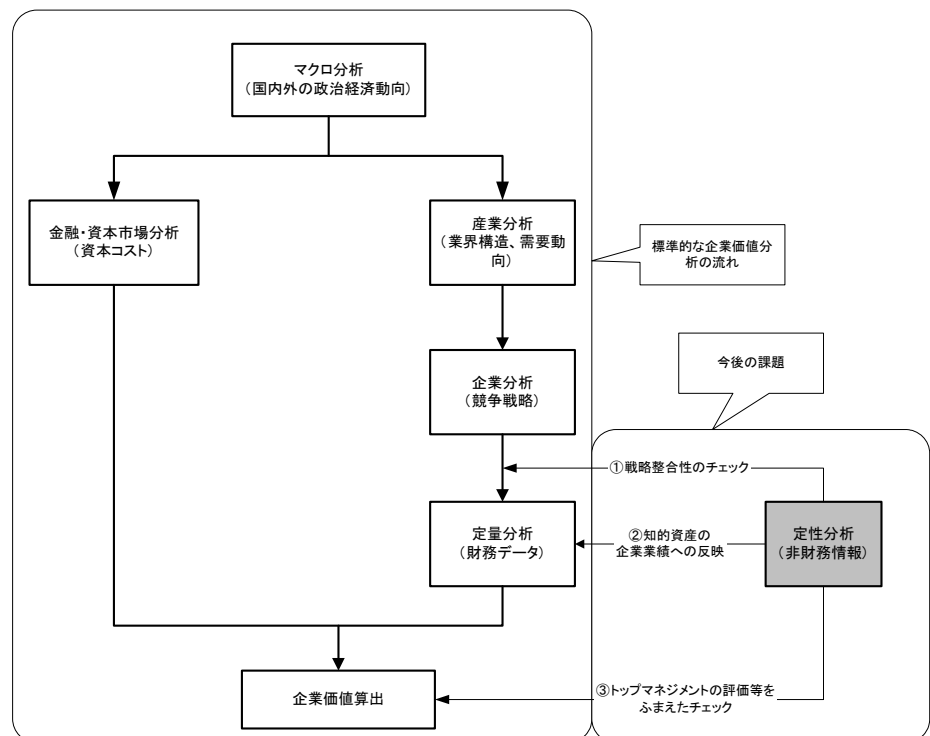 マクロ分析
（国内外の政治経済動向）
金融・資本市場分析
（資本コスト）
産業分析
（業界構造、需要動
向）
標準的な企業価値分
析の流れ
企業分析
（競争戦略）
今後の課題
①戦略整合性のチェック
定量分析
（財務データ）
②知的資産の
企業業績への反映
定性分析
（非財務情報）
企業価値算出
③トップマネジメントの評価等を
ふまえたチェック